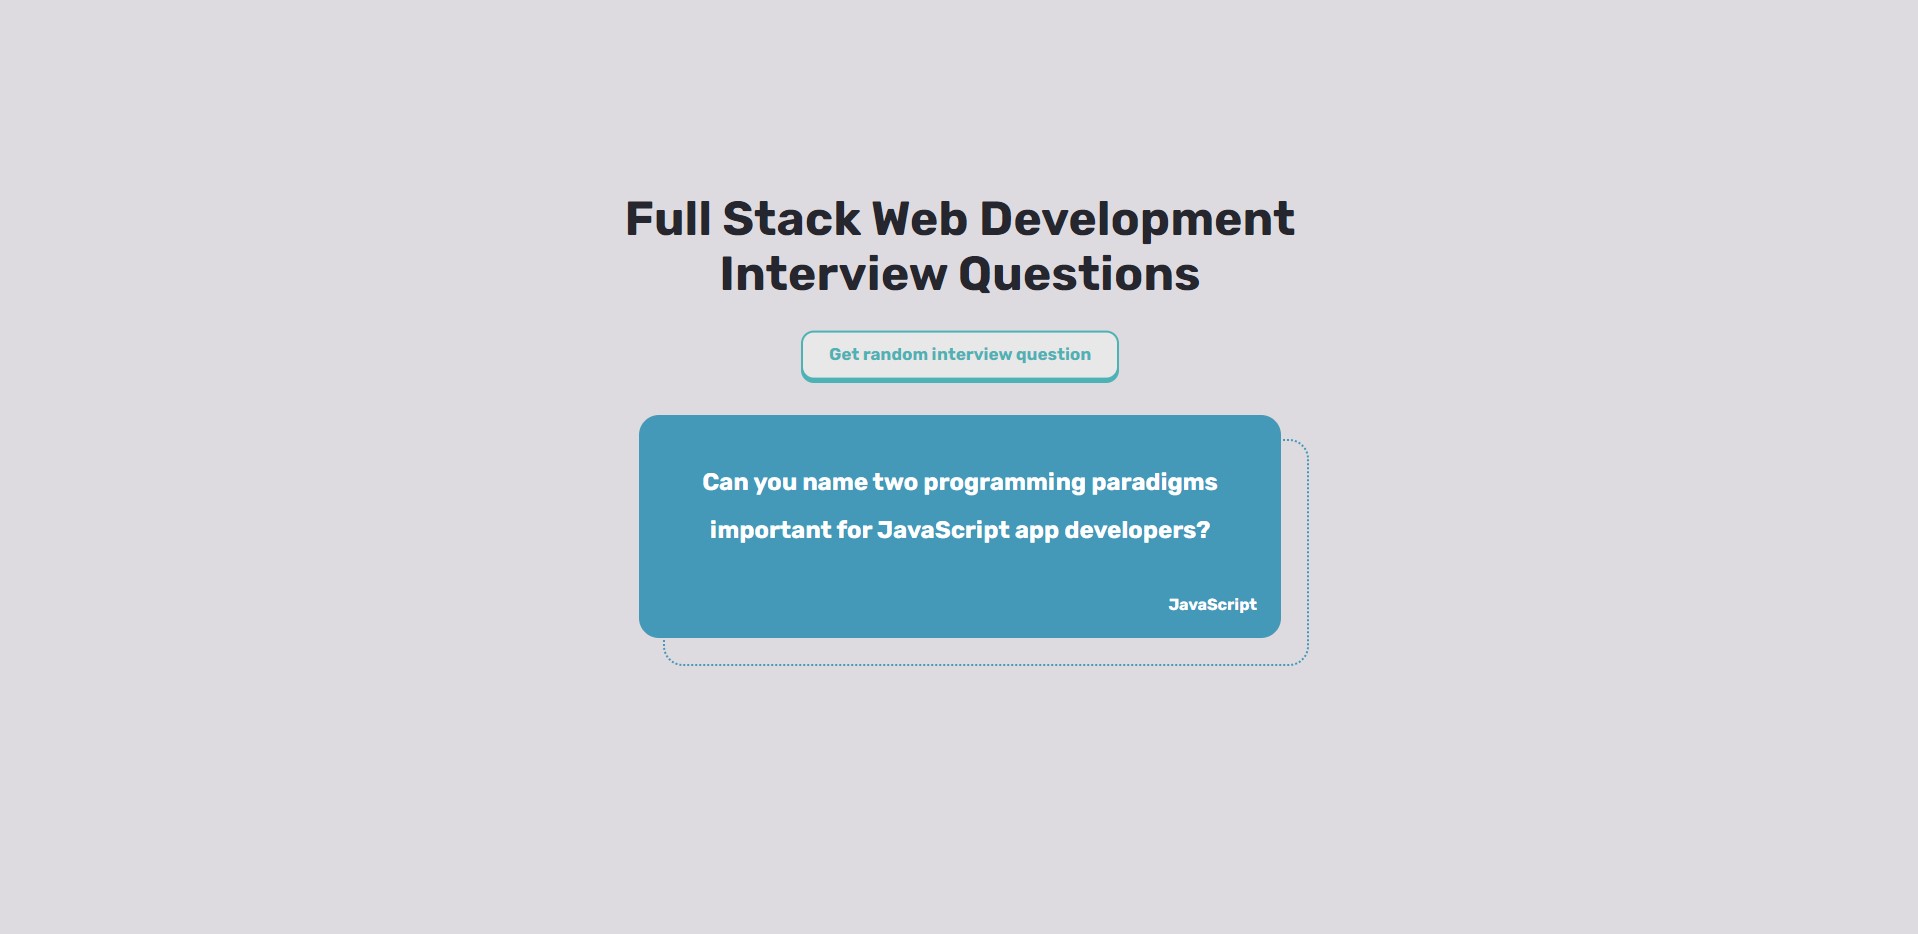 Full Stack Web Development
Interview Questions
Get random interview question
Can you name two programming paradigms
important for JavaScript app developers?
JavaScript